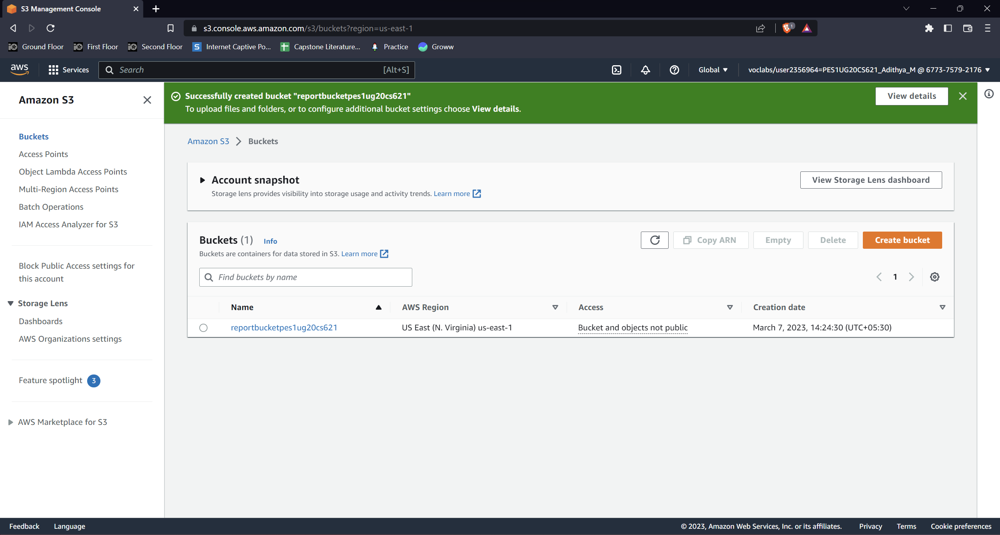 S3 Management Console
s3.console.aws.amazon.com/s3/buckets?region=us-east-1
1
Ground Floor First Floor Second Floor S Internet Captive Po... Capstone Literature... Practice Groww
aws Services Search [Alt+S] Global voclabs/user2356964=PES1UG20CS621_Adithya_M @ 6773-7579-2176
Amazon S3
Buckets
Access Points
Object Lambda Access Points
Multi-Region Access Points
Batch Operations
IAM Access Analyzer for S3
Block Public Access settings for
this account
Storage Lens
Dashboards
AWS Organizations settings
Feature spotlight 3
AWS Marketplace for S3
Successfully created bucket "reportbucketpes1ug20cs621"
To upload files and folders, or to configure additional bucket settings choose View details.
View details
Amazon S3 Buckets
Account snapshot
Storage lens provides visibility into storage usage and activity trends. Learn more
View Storage Lens dashboard
Buckets (1) Info
Buckets are containers for data stored in S3. Learn more
Copy ARN Empty Delete Create bucket
Find buckets by name
1
Name AWS Region Access Creation date
reportbucketpes1ug20cs621 US East (N. Virginia) us-east-1 Bucket and objects not public March 7, 2023, 14:24:30 (UTC+05:30)
Feedback Language © 2023, Amazon Web Services, Inc. or its affiliates. Privacy Terms Cookie preferences